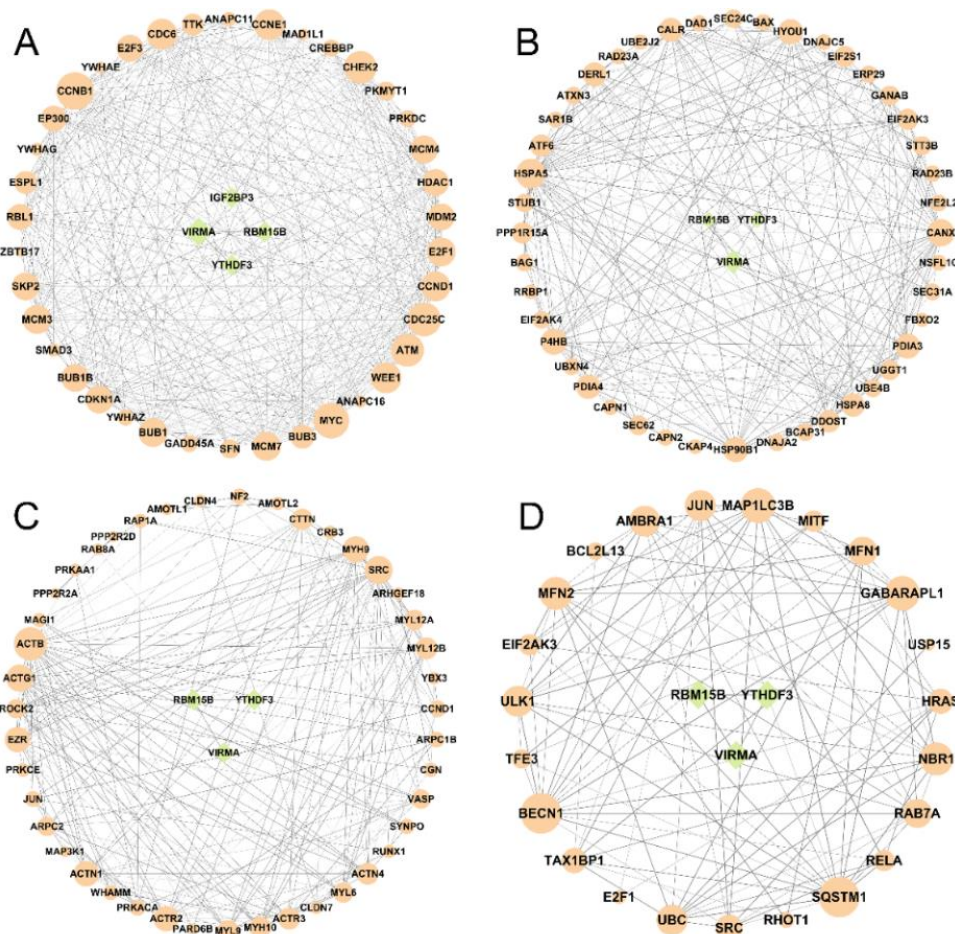 A
ANAPC11
CCNE1
TTK
MAD1L1
CDC6
CREBBP
E2F3
CHEK2
YWHAE
PKMYT1
CCNB1
PRKDC
EP300
MCM4
YWHAG
HDAC1
ESPL1
MDM2
RBL1
E2F1
ZBTB17
CCND1
SKP2
CDC25C
MCM3
ATM
SMAD3
WEE1
BUB1B
ANAPC16
CDKN1A
MYC
YWHAZ
BUB3
BUB1
MCM7
GADD45A
SFN
IGF2BP3
VIRMA
RBM15B
YTHDF3
B
SEC24C
BAX
DAD1
HYOU1
CALR
DNAJC5
UBE2J2
EIF2S1
RAD23A
ERP29
DERL1
GANAB
ATXN3
EIF2AK3
SAR1B
STT3B
ATF6
RAD23B
HSPA5
NFE2L2
STUB1
CANX
PPP1R15A
NSFL1C
BAG1
SEC31A
RRBP1
FBXO2
EIF2AK4
PDIA3
P4HB
UGGT1
UBXN4
UBE4B
PDIA4
HSPA8
CAPN1
DDOST
SEC62
BCAP31
CAPN2
DNAJA2
CKAP4
HSP90B1
RBM15B
YTHDF3
VIRMA
C
NF2
CLDN4
AMOTL2
AMOTL1
CTTN
RAP1A
CRB3
PPP2R2D
MYH9
RAB8A
SRC
PRKAA1
ARHGEF18
PPP2R2A
MYL12A
MAGI1
MYL12B
ACTB
YBX3
ACTG1
CCND1
ROCK2
ARPC1B
EZR
CGN
PRKCE
VASP
JUN
SYNPO
ARPC2
RUNX1
MAP3K1
ACTN4
ACTN1
MYL6
WHAMM
CLDN7
PRKACA
ACTR3
ACTR2
MYH10
PARD6B
MYL9
RBM15B
YTHDF3
VIRMA
D
JUN
MAP1LC3B
AMBRA1
MITF
BCL2L13
MFN1
MFN2
GABARAPL1
EIF2AK3
USP15
ULK1
HRAS
TFE3
NBR1
BECN1
RAB7A
TAX1BP1
RELA
E2F1
SQSTM1
UBC
RHOT1
SRC
RBM15B
YTHDF3
VIRMA